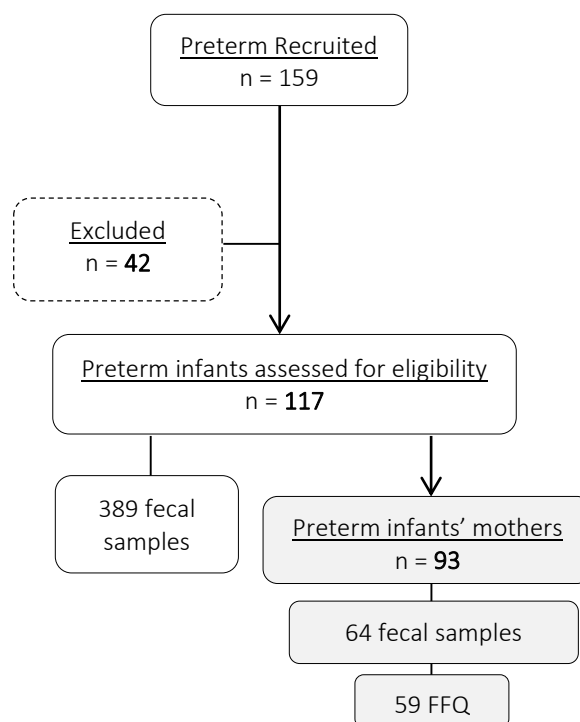 Preterm Recruited
n = 159
Excluded
n = 42
Preterm infants assessed for eligibility
n = 117
389 fecal
samples
Preterm infants’ mothers
n = 93
64 fecal samples
59 FFQ